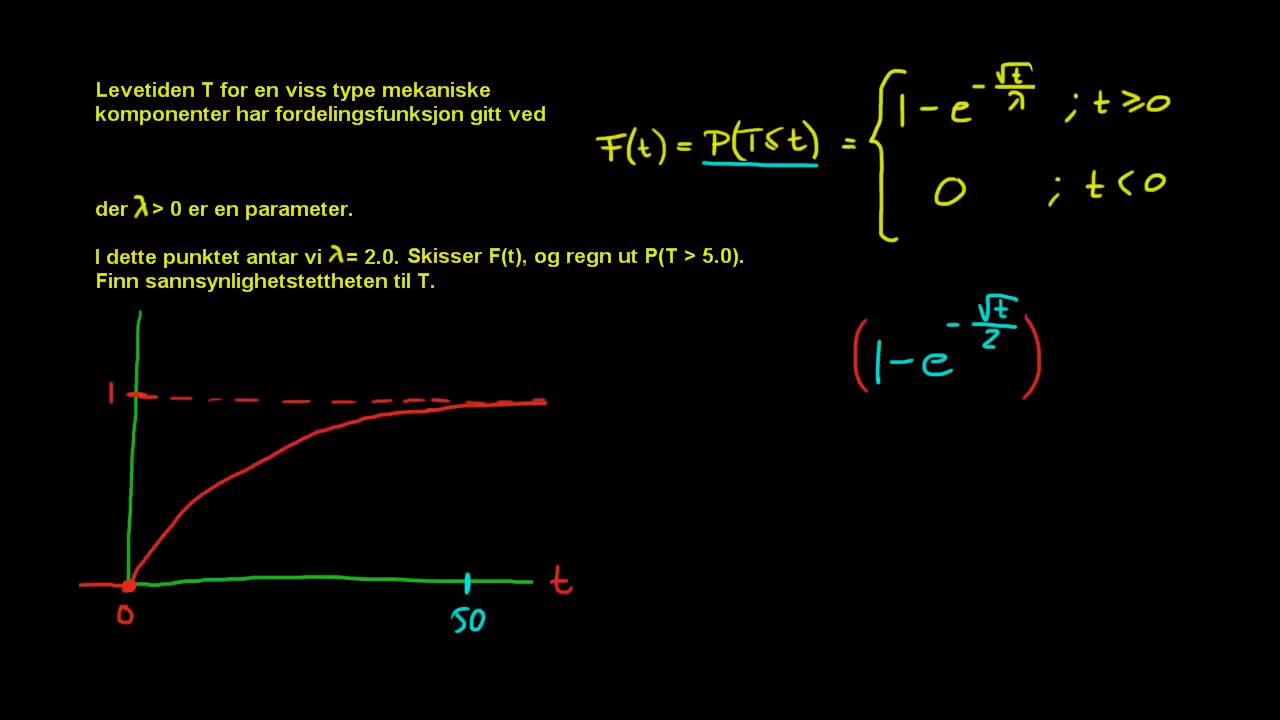 Levetiden T for en viss type mekaniske
komponenter har fordelingsfunksjon gitt ved
F(t) = P(T ≤ t) = { 1 - e^{-√t/λ} ; t ≥ 0
0 ; t < 0
der λ > 0 er en parameter.
I dette punktet antar vi λ = 2.0. Skisser F(t), og regn ut P(T > 5.0).
Finn sannsynlighetstettheten til T.
(1 - e^{-√t/2})
1
t
0
50